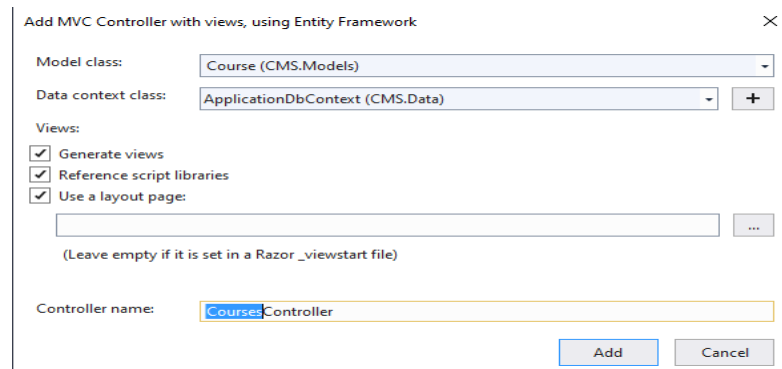 Add MVC Controller with views, using Entity Framework
Model class: Course (CMS.Models)
Data context class: ApplicationDbContext (CMS.Data) +
Views:
Generate views
Reference script libraries
Use a layout page:
...
(Leave empty if it is set in a Razor _viewstart file)
Controller name: CoursesController
Add Cancel